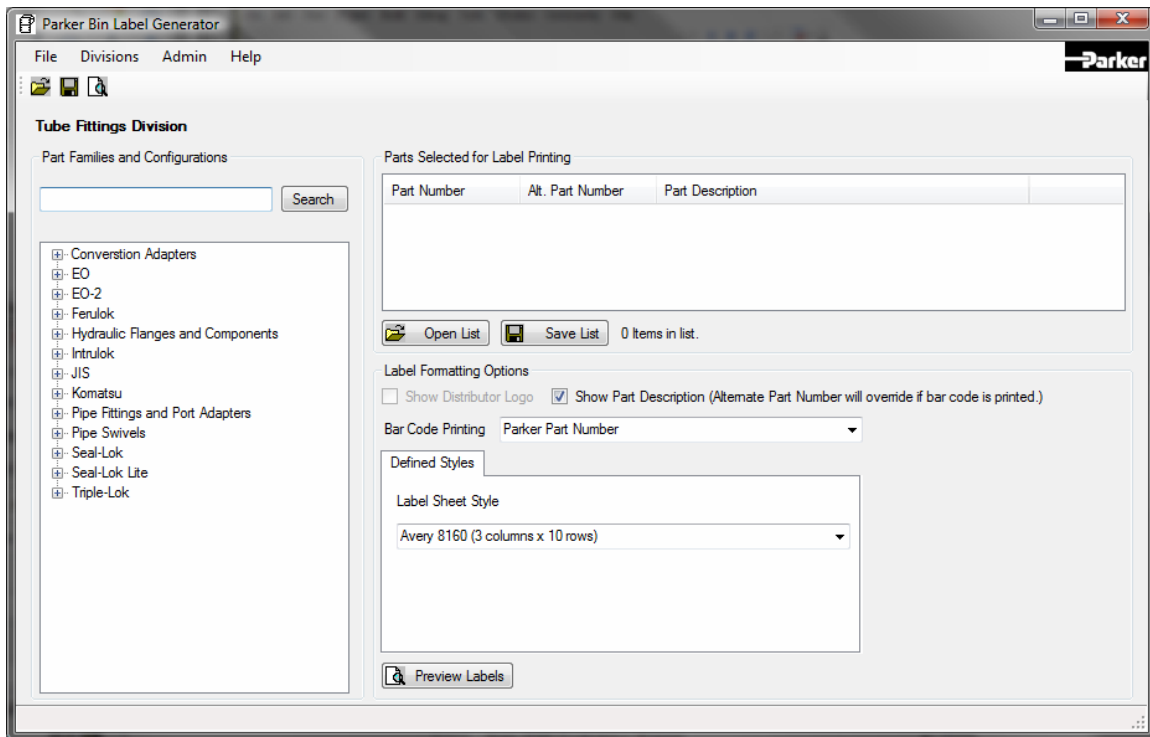 Parker Bin Label Generator
File Divisions Admin Help
Parker
Tube Fittings Division
Part Families and Configurations
Search
Converstion Adapters
EO
EO-2
Ferulok
Hydraulic Flanges and Components
Intrulok
JIS
Komatsu
Pipe Fittings and Port Adapters
Pipe Swivels
Seal-Lok
Seal-Lok Lite
Triple-Lok
Parts Selected for Label Printing
Part Number Alt. Part Number Part Description
Open List Save List 0 Items in list.
Label Formatting Options
Show Distributor Logo Show Part Description (Alternate Part Number will override if bar code is printed.)
Bar Code Printing Parker Part Number
Defined Styles
Label Sheet Style
Avery 8160 (3 columns x 10 rows)
Preview Labels